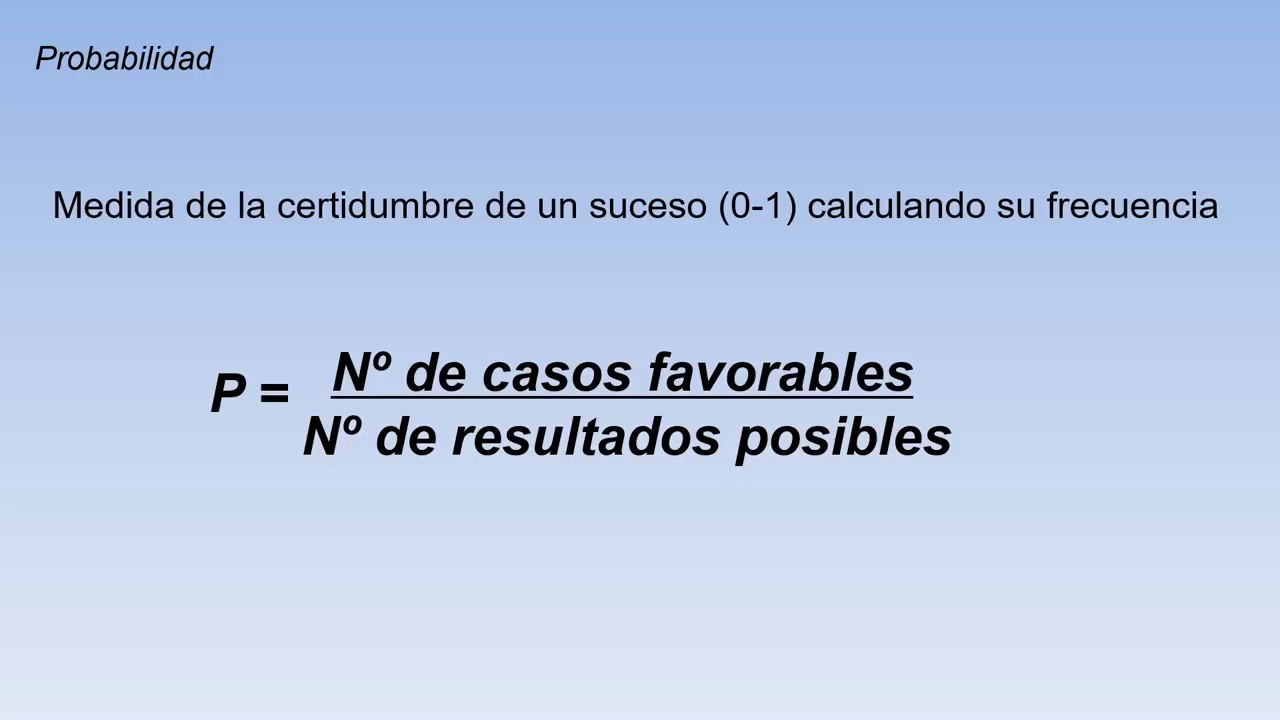 Probabilidad
Medida de la certidumbre de un suceso (0-1) calculando su frecuencia
P = Nº de casos favorables
Nº de resultados posibles